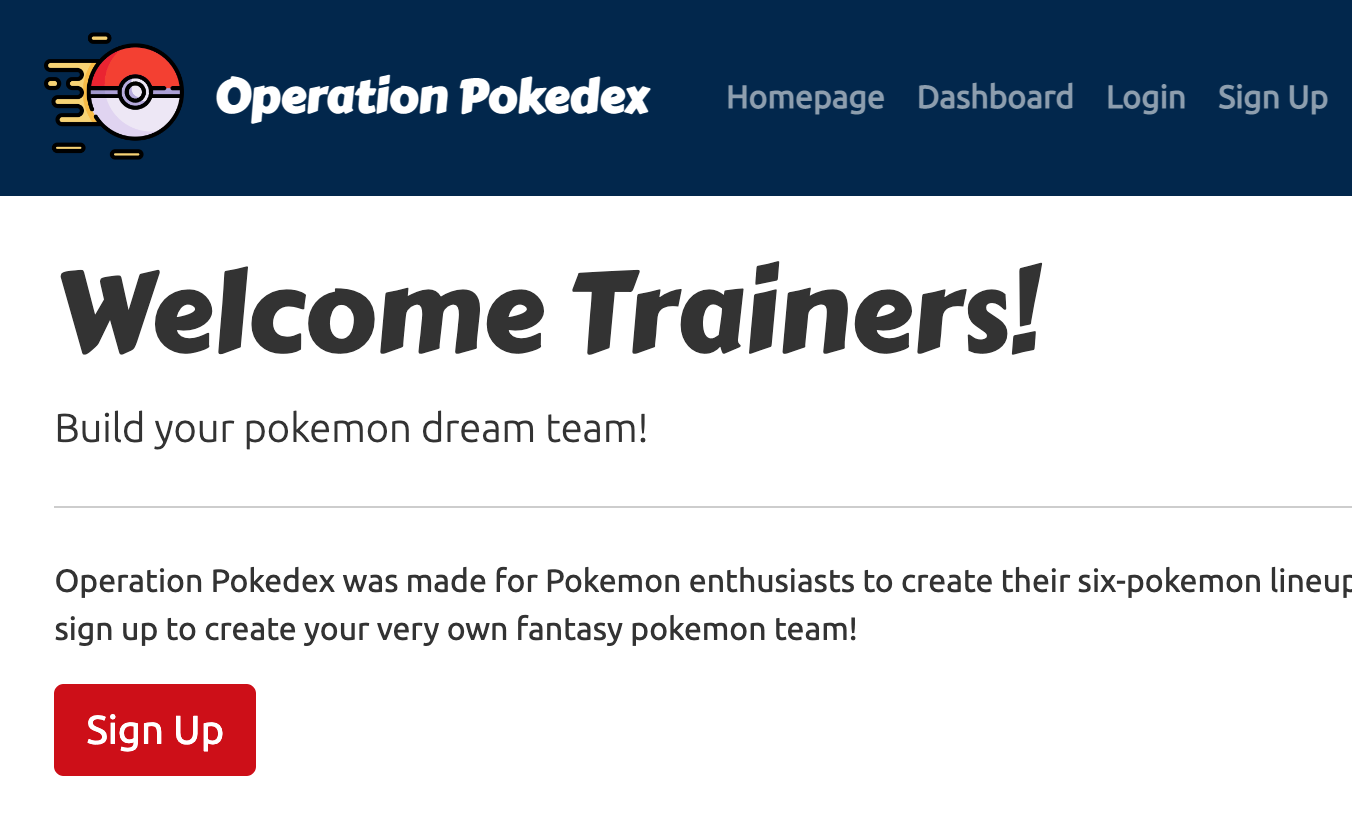 Operation Pokedex Homepage Dashboard Login Sign Up
Welcome Trainers!
Build your pokemon dream team!
Operation Pokedex was made for Pokemon enthusiasts to create their six-pokemon lineup
sign up to create your very own fantasy pokemon team!
Sign Up